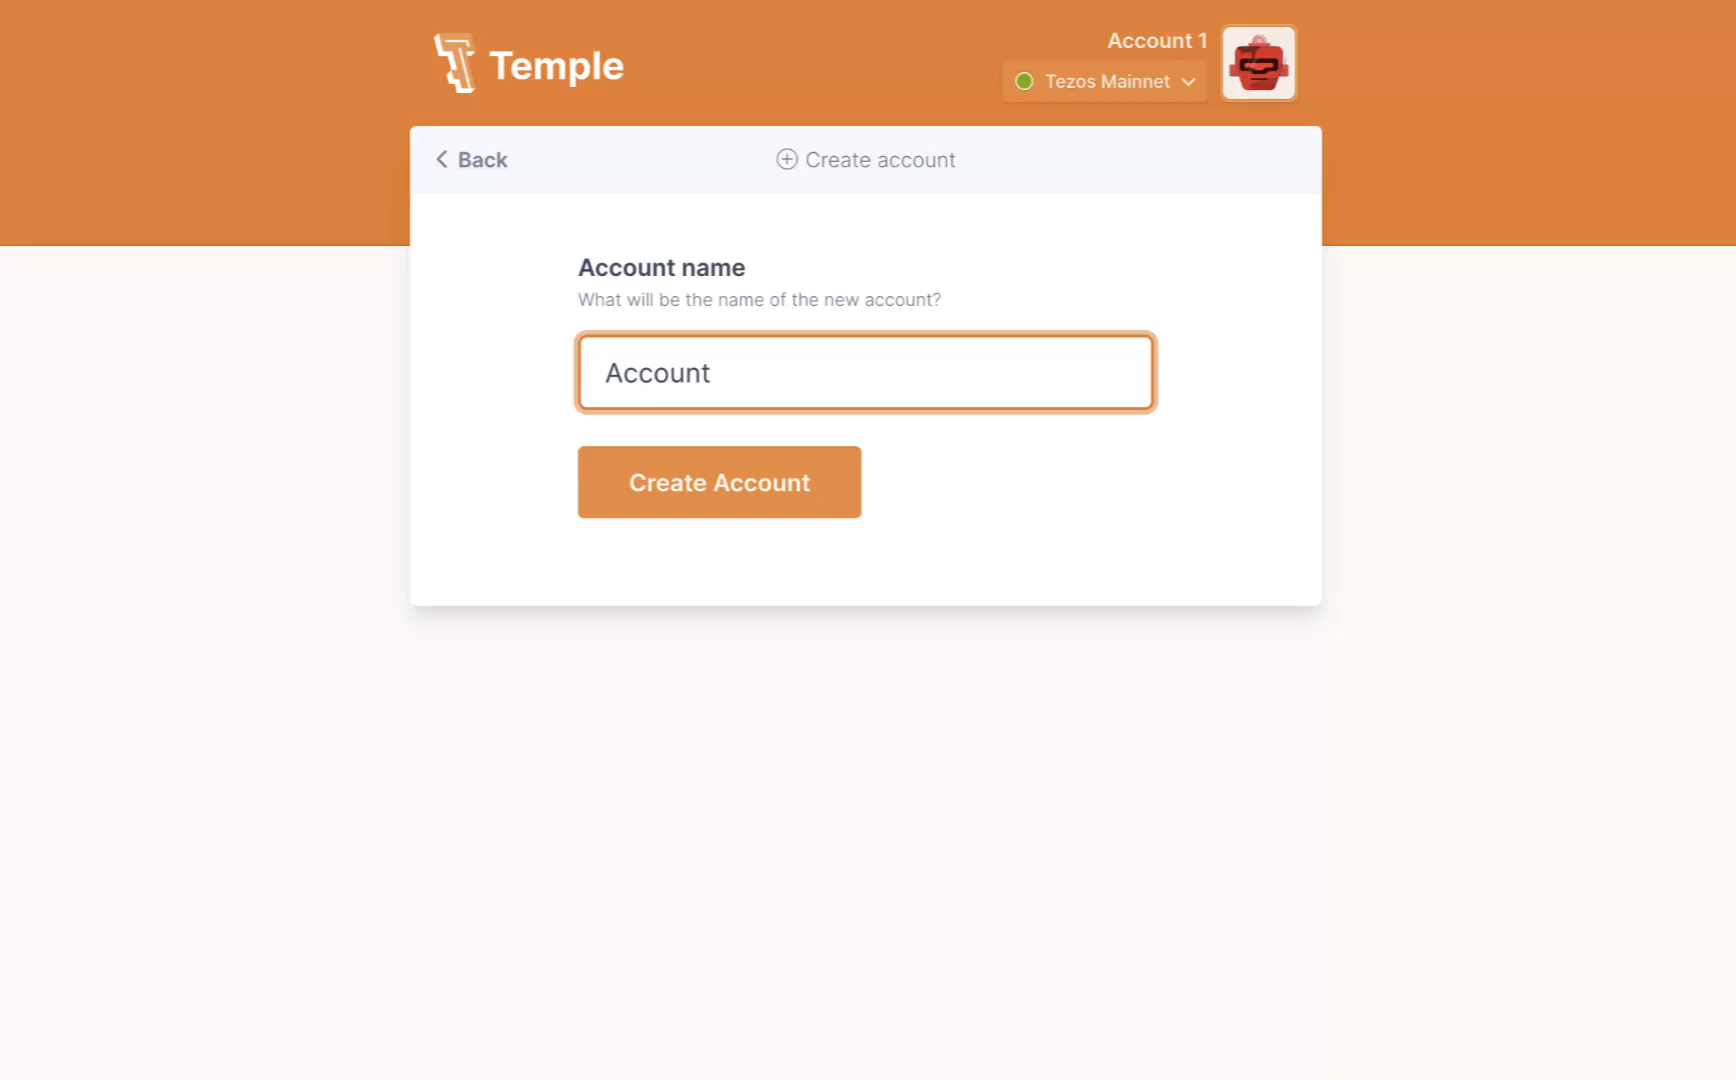 Temple
Account 1
Tezos Mainnet
Back
Create account
Account name
What will be the name of the new account?
Account
Create Account